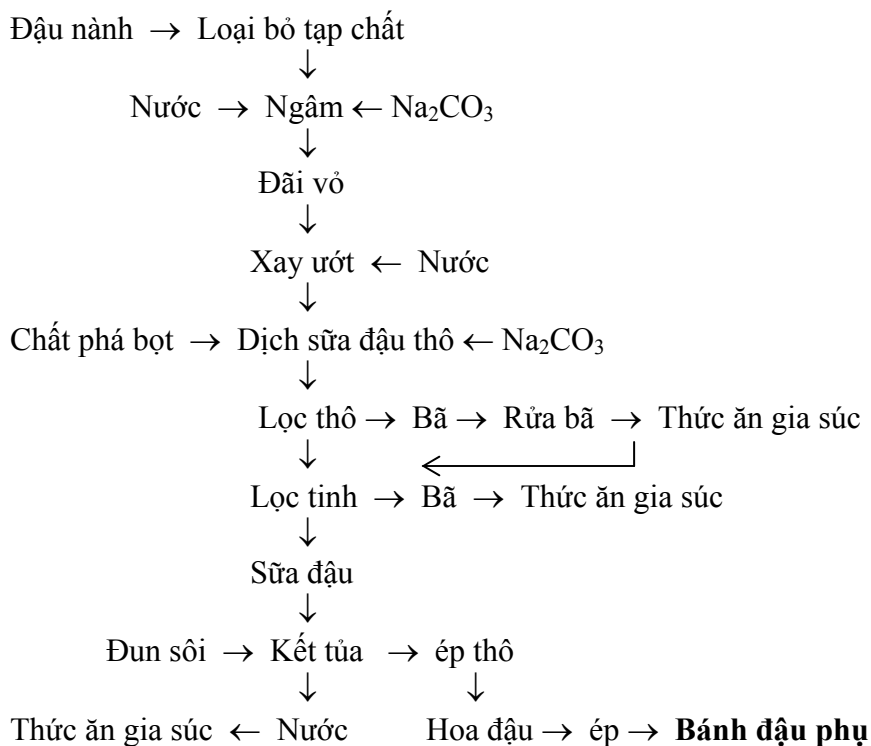 Đậu nành → Loại bỏ tạp chất
↓
Nước → Ngâm ← Na₂CO₃
↓
Đãi vỏ
↓
Xay ướt ← Nước
↓
Chất phá bọt → Dịch sữa đậu thô ← Na₂CO₃
↓
Lọc thô → Bã → Rửa bã → Thức ăn gia súc
↓
Lọc tinh → Bã → Thức ăn gia súc
↓
Sữa đậu
↓
Đun sôi → Kết tủa → ép thô
↓ ↓
Thức ăn gia súc ← Nước Hoa đậu → ép → Bánh đậu phụ